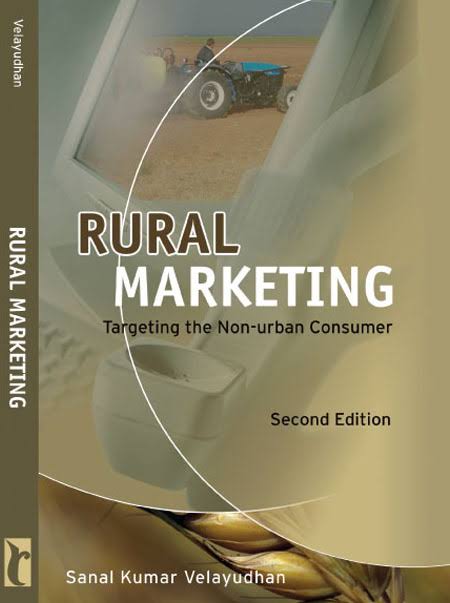 Velayudhan
RURAL MARKETING
RURAL
MARKETING
Targeting the Non-urban Consumer
Second Edition
Sanal Kumar Velayudhan
r